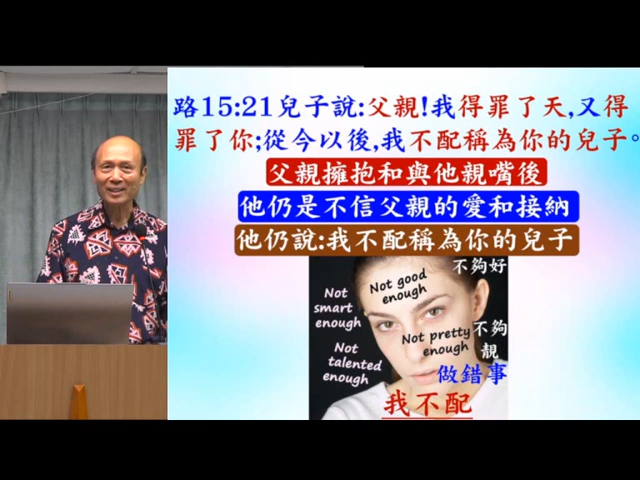 路15:21兒子說:父親!我得罪了天,又得
罪了你;從今以後,我不配稱為你的兒子。
父親擁抱和與他親嘴後
他仍是不信父親的愛和接納
他仍說:我不配稱為你的兒子
不夠好
Not good
enough
Not
smart
enough
Not pretty
enough
不夠
靚
Not
talented
enough
做錯事
我不配